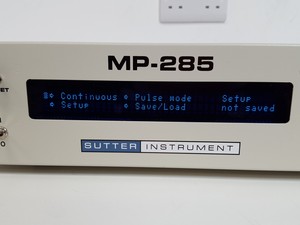 MP-285
Continuous Pulse mode Setup
Setup Save/Load not saved
SUTTER INSTRUMENT